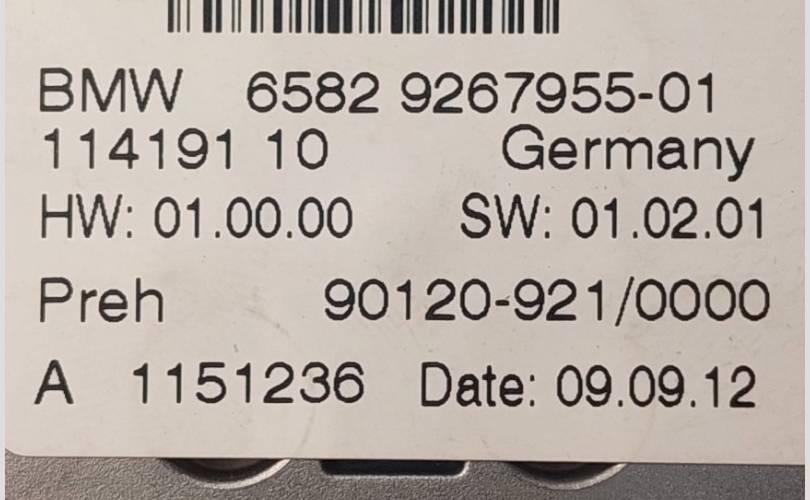 BMW 6582 9267955-01
114191 10 Germany
HW: 01.00.00 SW: 01.02.01
Preh 90120-921/0000
A 1151236 Date: 09.09.12